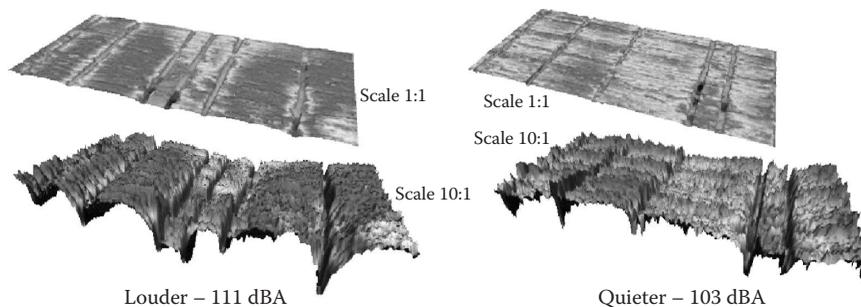 Scale 1:1
Scale 10:1
Louder – 111 dBA
Scale 1:1
Scale 10:1
Quieter – 103 dBA